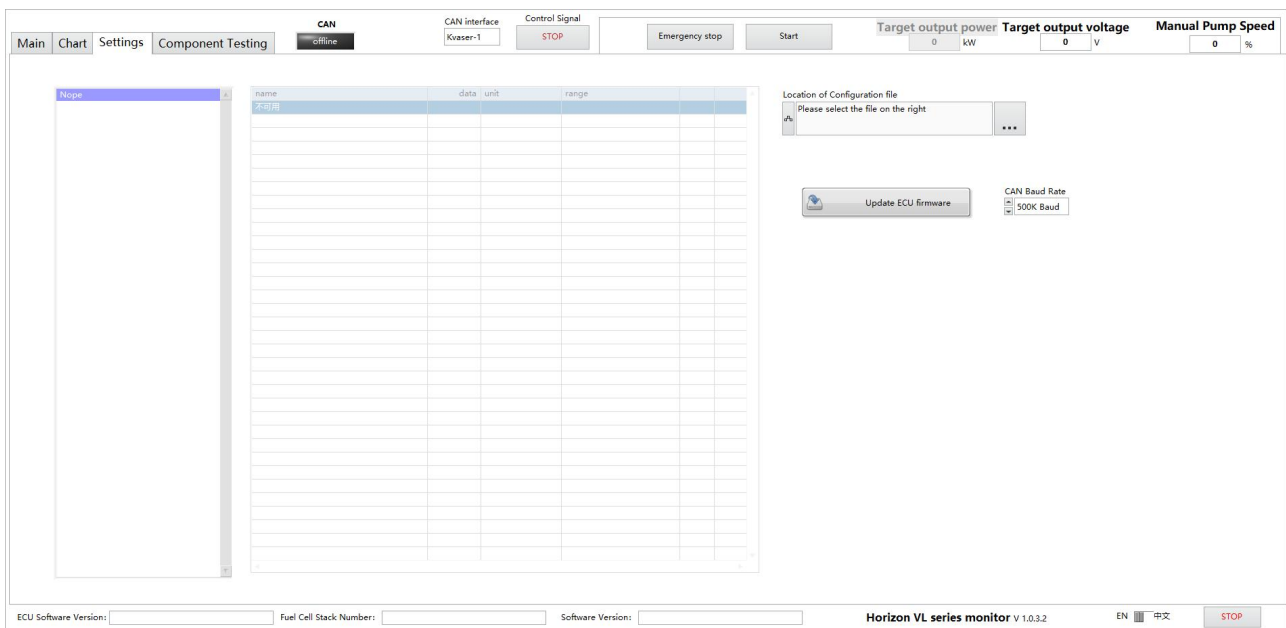 CAN
offline
CAN interface
Kvaser-1
Control Signal
STOP
Emergency stop
Start
Target output power
0 kW
Target output voltage
0 V
Manual Pump Speed
0 %
Main
Chart
Settings
Component Testing
Nope
name data unit range
不可用
Location of Configuration file
Please select the file on the right
...
Update ECU firmware
CAN Baud Rate
500K Baud
ECU Software Version:
Fuel Cell Stack Number:
Software Version:
Horizon VL series monitor V 1.0.3.2
EN 中文
STOP